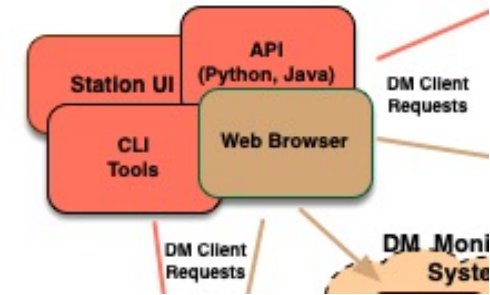 API
(Python, Java)
Station UI
CLI
Tools
Web Browser
DM Client
Requests
DM Client
Requests
DM Moni
Syste